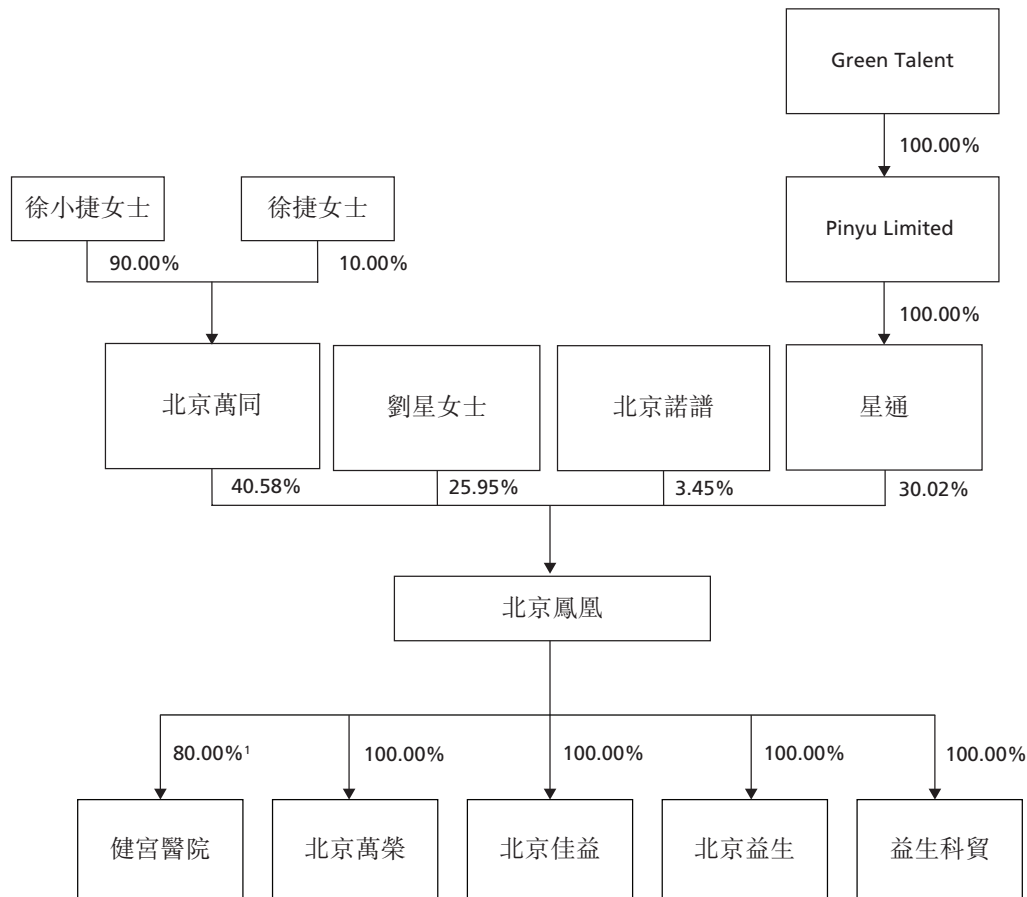 Green Talent
100.00%
徐小捷女士
徐捷女士
Pinyu Limited
90.00%
10.00%
100.00%
北京萬同
劉星女士
北京諾譜
星通
40.58%
25.95%
3.45%
30.02%
北京鳳凰
80.00%¹
100.00%
100.00%
100.00%
100.00%
健宮醫院
北京萬榮
北京佳益
北京益生
益生科貿